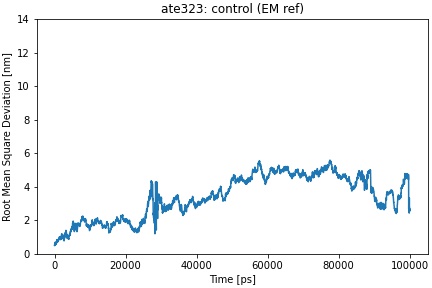 ate323: control (EM ref)
Root Mean Square Deviation [nm]
14
12
10
8
6
4
2
0
0 20000 40000 60000 80000 100000
Time [ps]